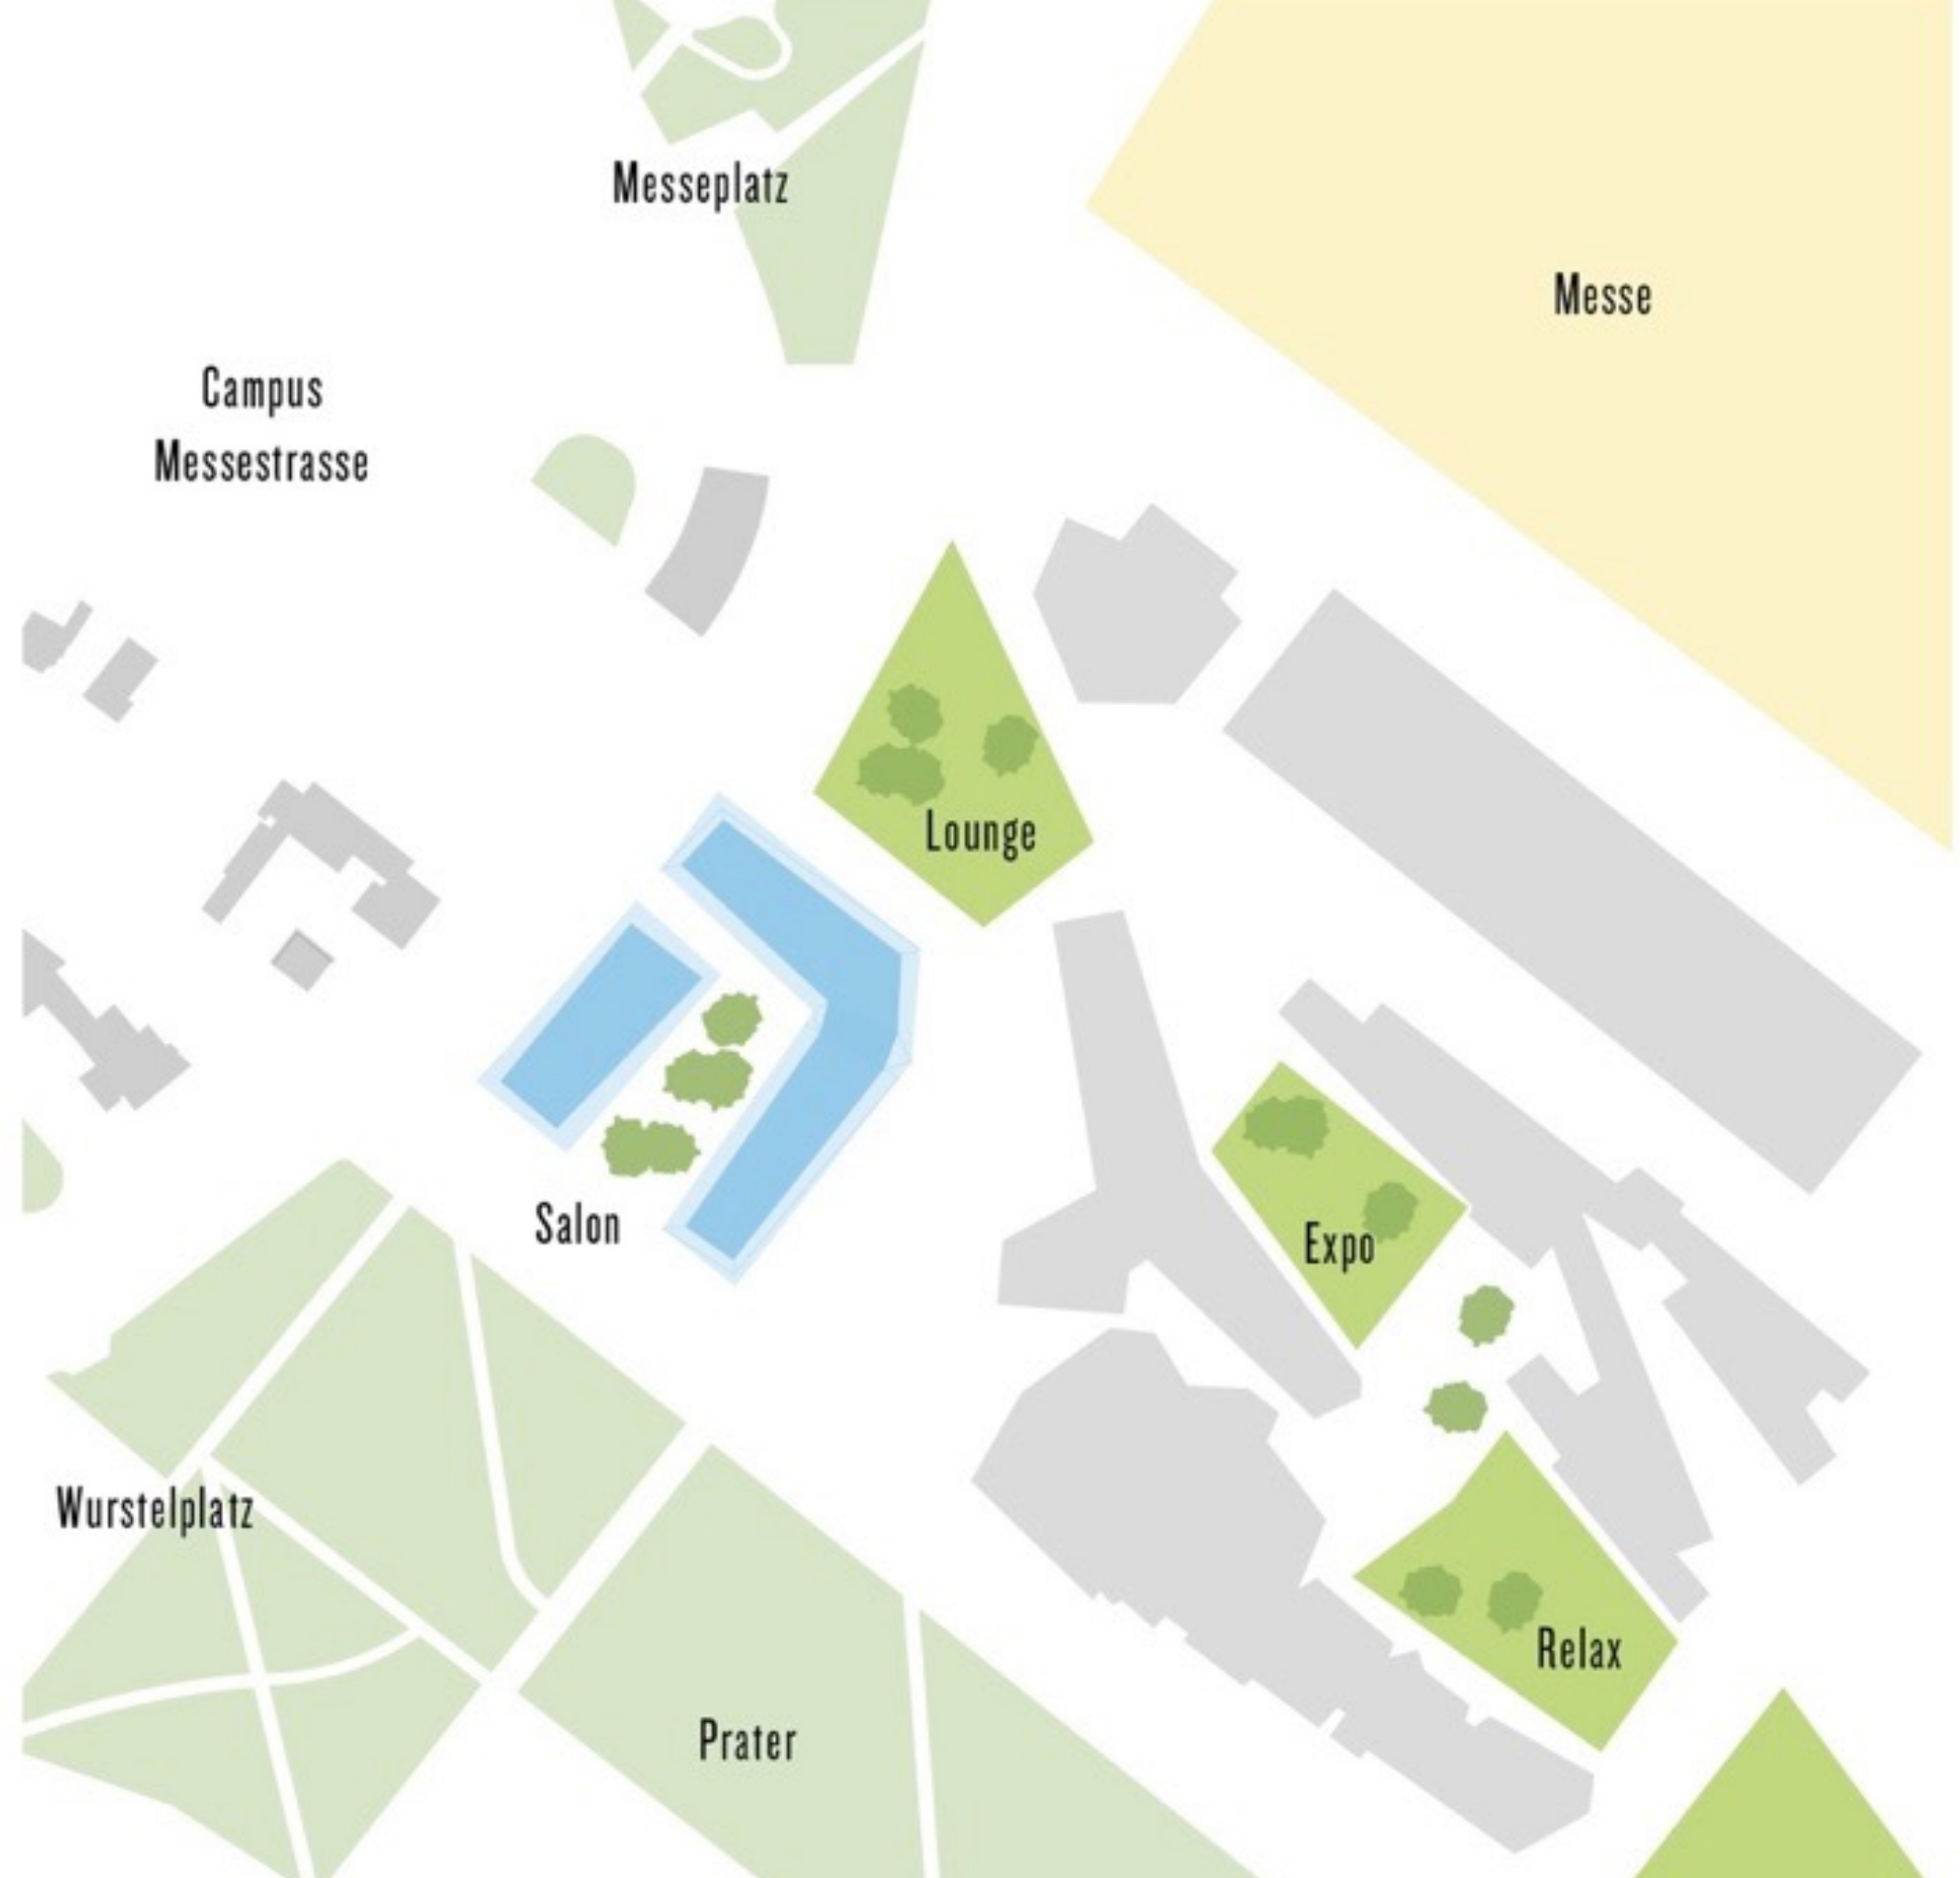 Messeplatz
Messe
Campus
Messestrasse
Lounge
Salon
Expo
Wurstelplatz
Relax
Prater